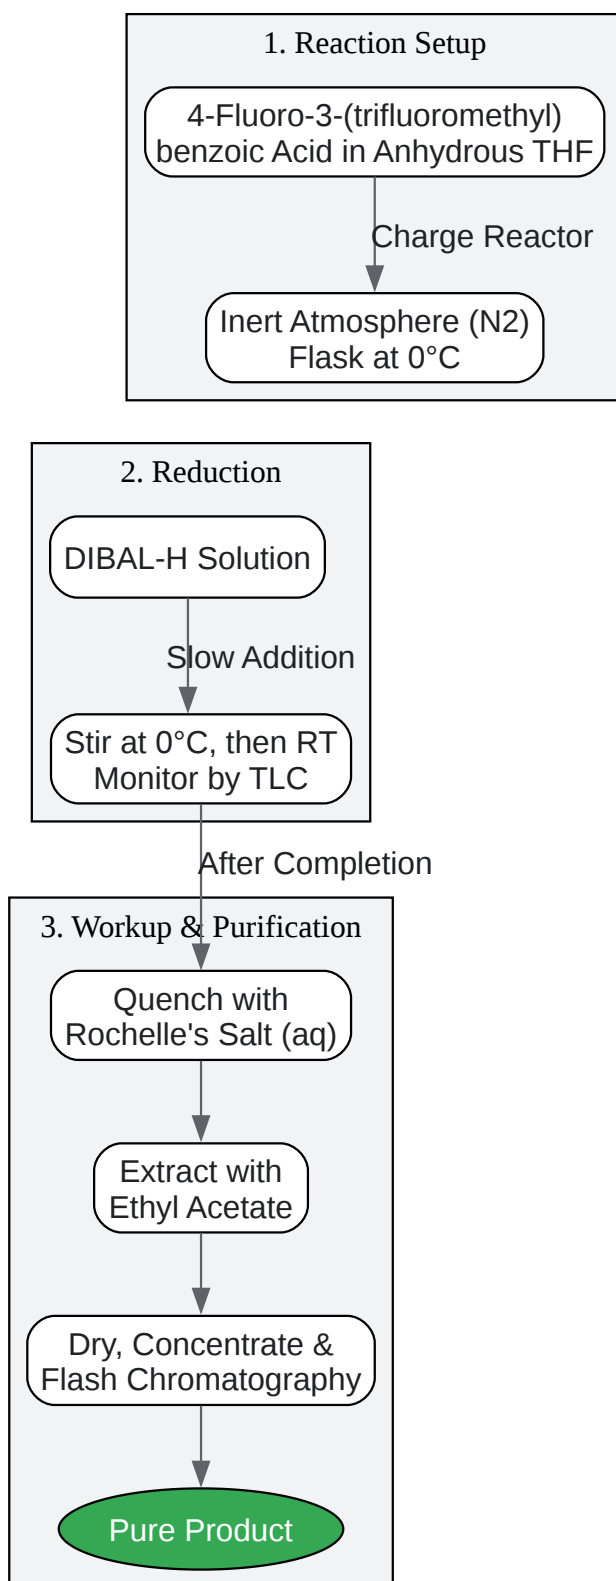 1. Reaction Setup
4-Fluoro-3-(trifluoromethyl)
benzoic Acid in Anhydrous THF
Charge Reactor
Inert Atmosphere (N2)
Flask at 0°C
2. Reduction
DIBAL-H Solution
Slow Addition
Stir at 0°C, then RT
Monitor by TLC
After Completion
3. Workup & Purification
Quench with
Rochelle's Salt (aq)
Extract with
Ethyl Acetate
Dry, Concentrate &
Flash Chromatography
Pure Product